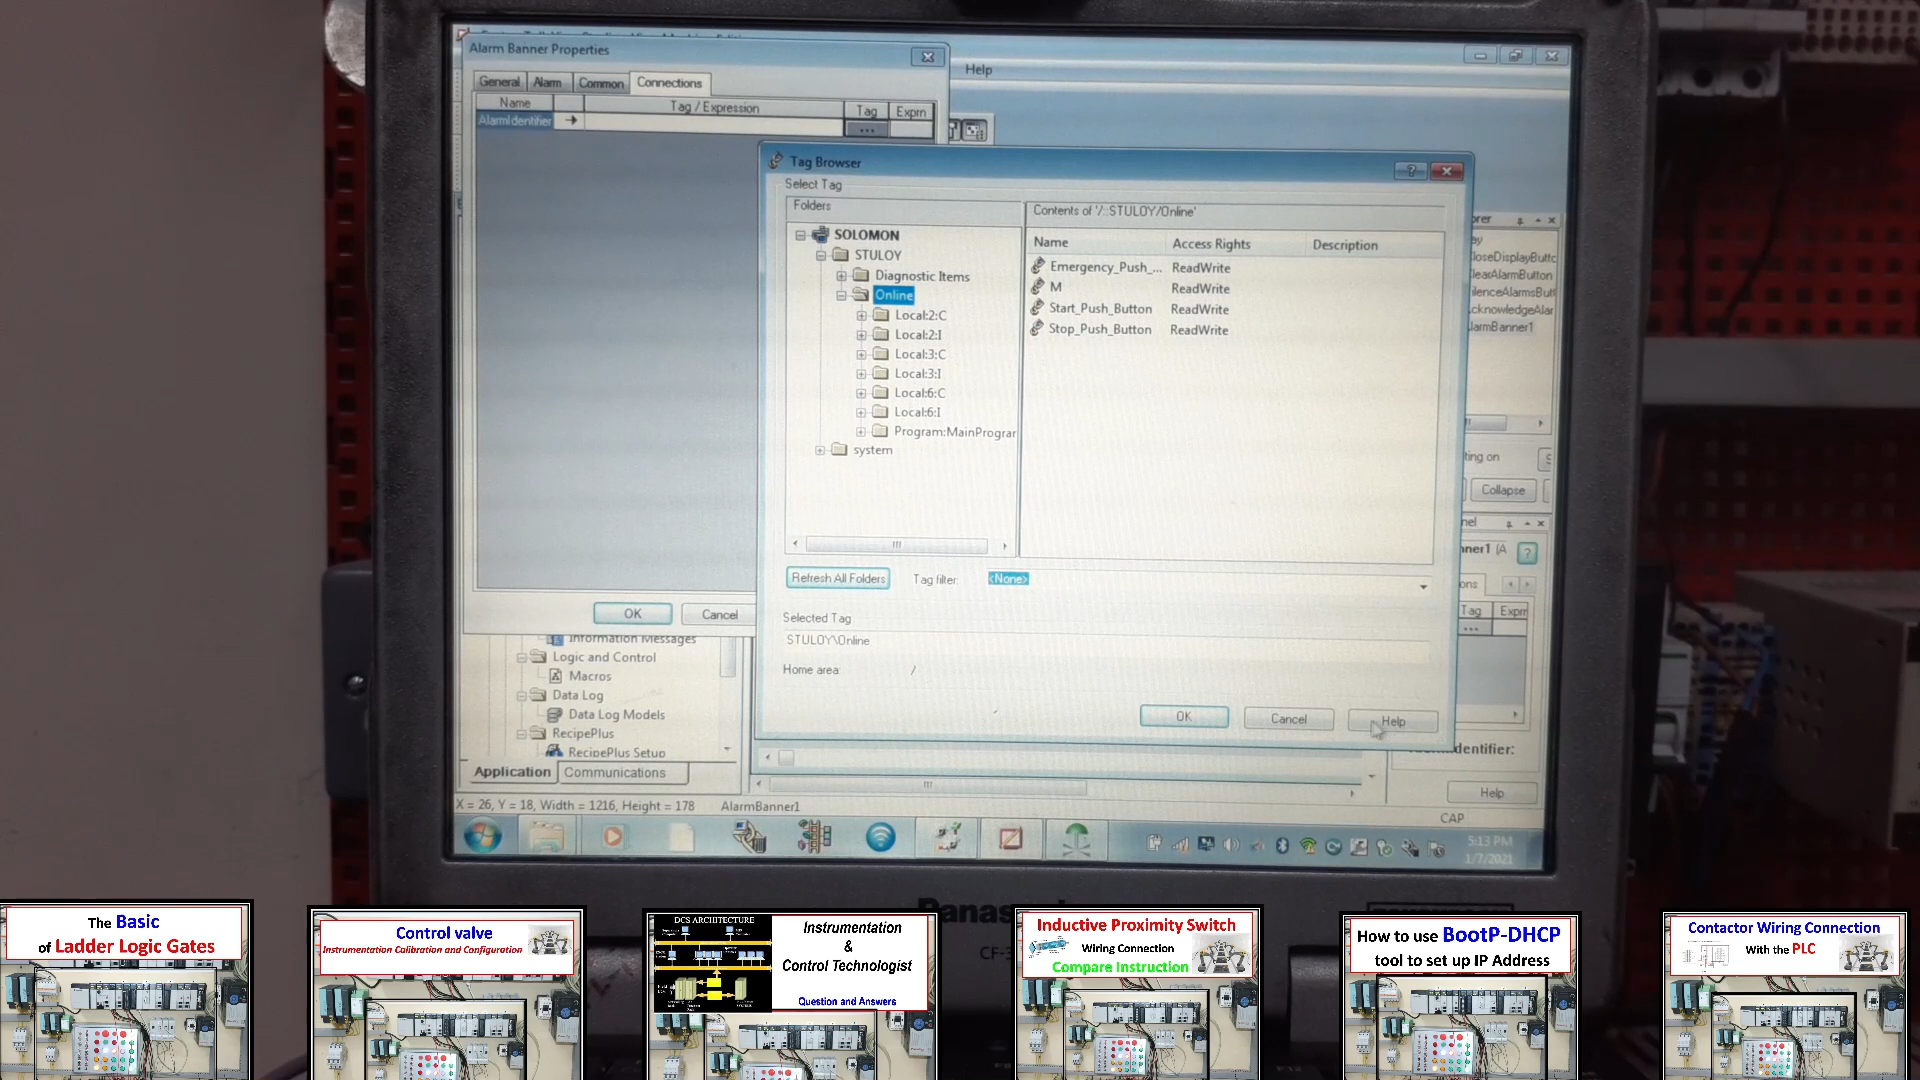 Alarm Banner Properties
Help
General
Alarm
Common
Connections
Name
Tag / Expression
Tag
Exprn
AlarmIdentifier
...
Tag Browser
Select Tag
Folders
Contents of '/::STULOY/Online'
SOLOMON
STULOY
Diagnostic Items
Online
Local:2:C
Local:2:I
Local:3:C
Local:3:I
Local:6:C
Local:6:I
Program:MainPrograr
system
Name
Access Rights
Description
Emergency_Push_...
ReadWrite
M
ReadWrite
Start_Push_Button
ReadWrite
Stop_Push_Button
ReadWrite
Refresh All Folders
Tag filter:
<None>
Selected Tag
STULOY\Online
Home area:
/
OK
Cancel
Help
OK
Cancel
Information Messages
Logic and Control
Macros
Data Log
Data Log Models
RecipePlus
RecipePlus Setup
Application
Communications
X = 26, Y = 18, Width = 1216, Height = 178
AlarmBanner1
ting on
Collapse
Tag
Exprn
Help
CAP
5:13 PM
1/7/2021
The Basic
of Ladder Logic Gates
Control valve
Instrumentation Calibration and Configuration
DCS ARCHITECTURE
Instrumentation
&
Control Technologist
Question and Answers
Inductive Proximity Switch
Wiring Connection
Compare Instruction
How to use BootP-DHCP
tool to set up IP Address
Contactor Wiring Connection
With the PLC